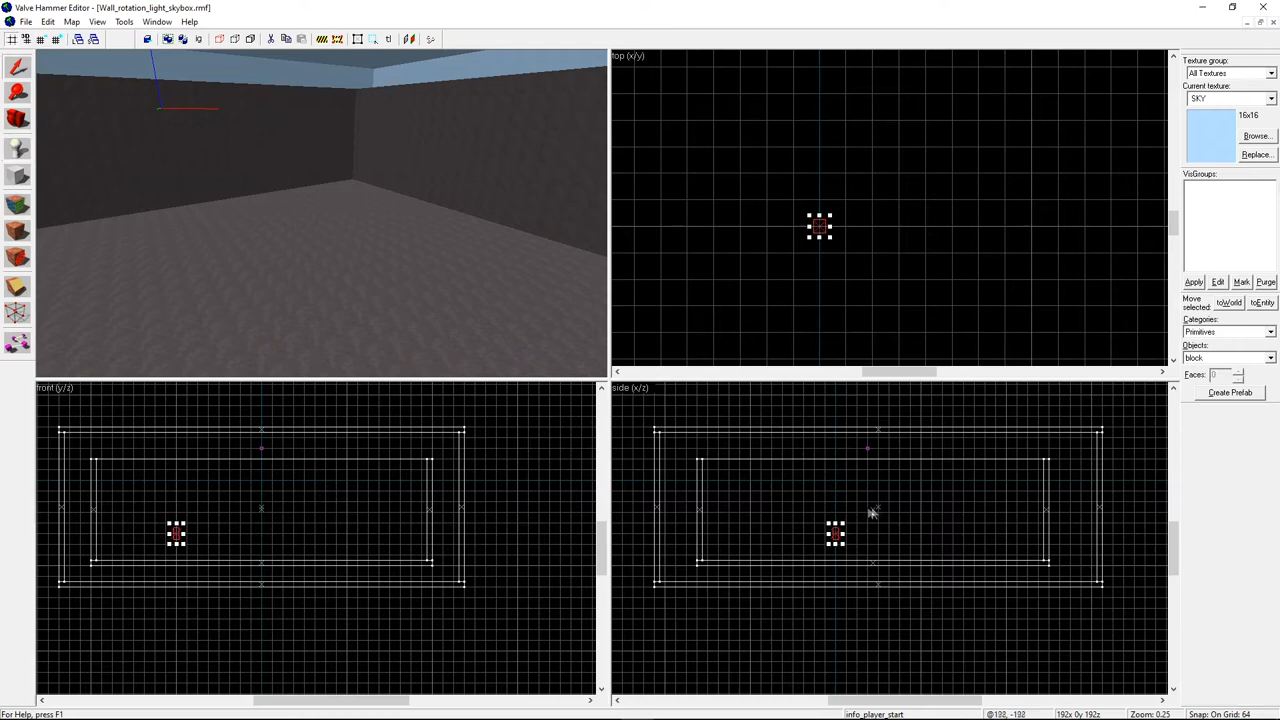 Valve Hammer Editor - [Wall_rotation_light_skybox.rmf]
File Edit Map View Tools Window Help
top (x/y)
front (y/z)
side (x/z)
Texture group:
All Textures
Current texture:
SKY
16x16
Browse...
Replace...
VisGroups:
Apply Edit Mark Purge
Move selected: toWorld toEntity
Categories:
Primitives
Objects:
block
Faces: 0
Create Prefab
For Help, press F1
info_player_start
192x 0y 192z
Zoom: 0.25
Snap: On Grid: 64